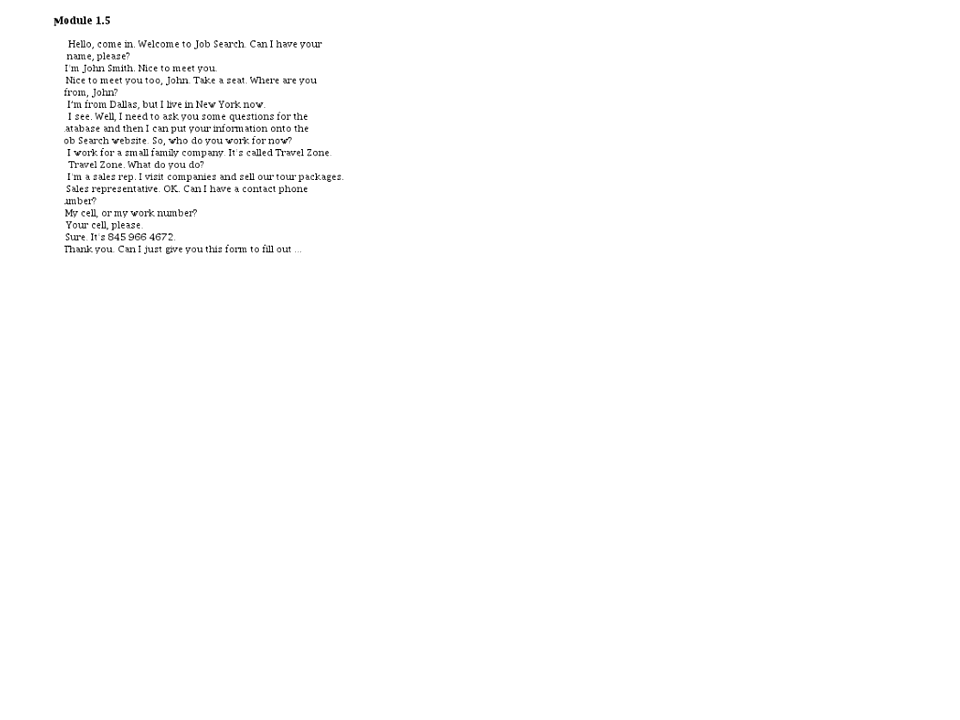 Module 1.5
Hello, come in. Welcome to Job Search. Can I have your
name, please?
I'm John Smith. Nice to meet you.
Nice to meet you too, John. Take a seat. Where are you
from, John?
I'm from Dallas, but I live in New York now.
I see. Well, I need to ask you some questions for the
atabase and then I can put your information onto the
ob Search website. So, who do you work for now?
I work for a small family company. It's called Travel Zone.
Travel Zone. What do you do?
I'm a sales rep. I visit companies and sell our tour packages.
Sales representative. OK. Can I have a contact phone
umber?
My cell, or my work number?
Your cell, please.
Sure. It's 845 966 4672.
Thank you. Can I just give you this form to fill out ...